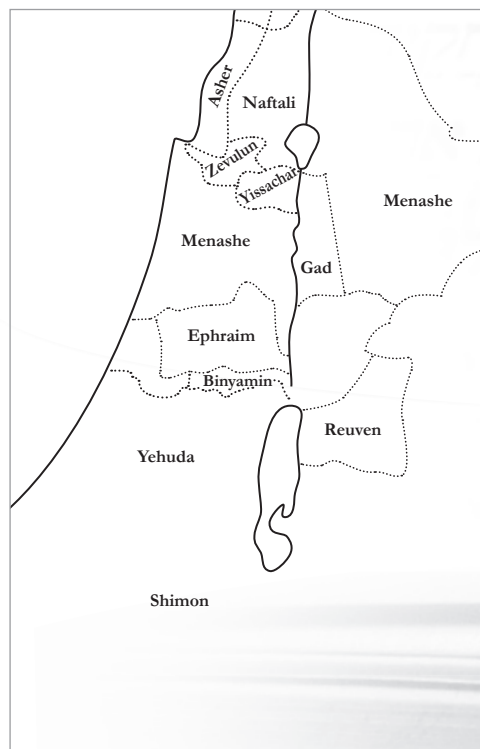 Asher
Naftali
Zevulun
Yissachar
Menashe
Menashe
Gad
Ephraim
Binyamin
Reuven
Yehuda
Shimon